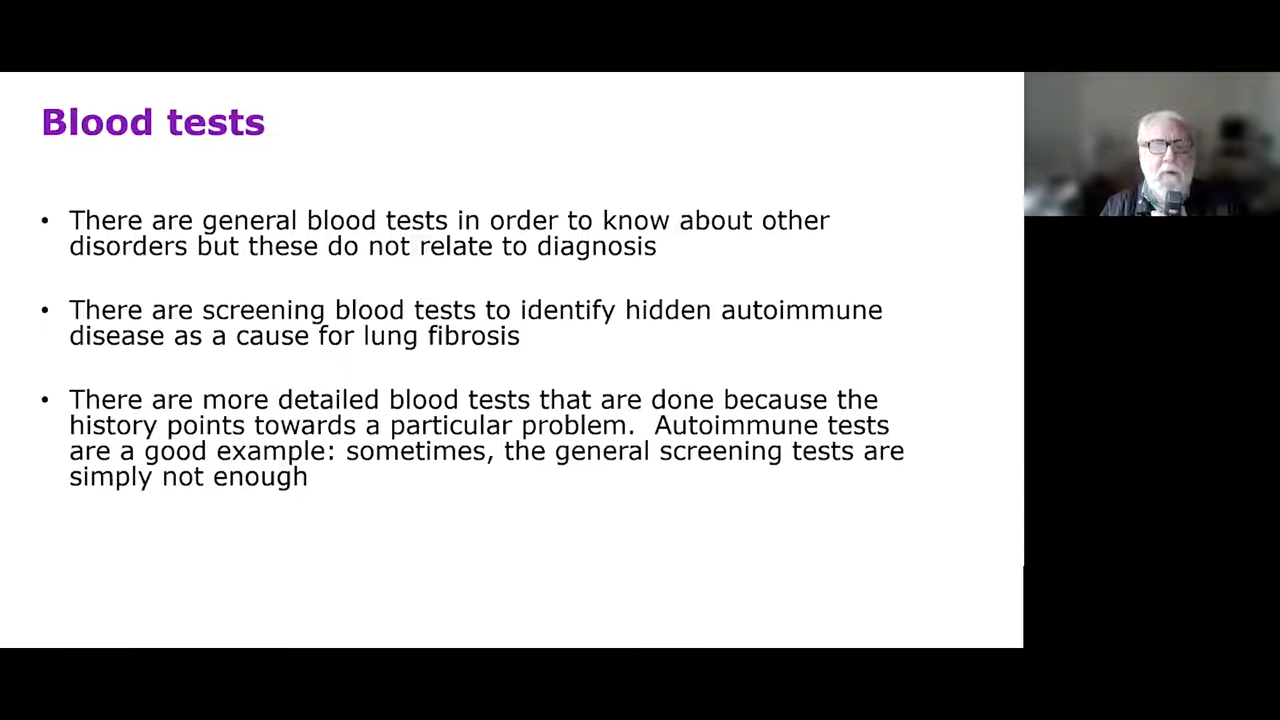 Blood tests
• There are general blood tests in order to know about other
disorders but these do not relate to diagnosis
• There are screening blood tests to identify hidden autoimmune
disease as a cause for lung fibrosis
• There are more detailed blood tests that are done because the
history points towards a particular problem.  Autoimmune tests
are a good example: sometimes, the general screening tests are
simply not enough